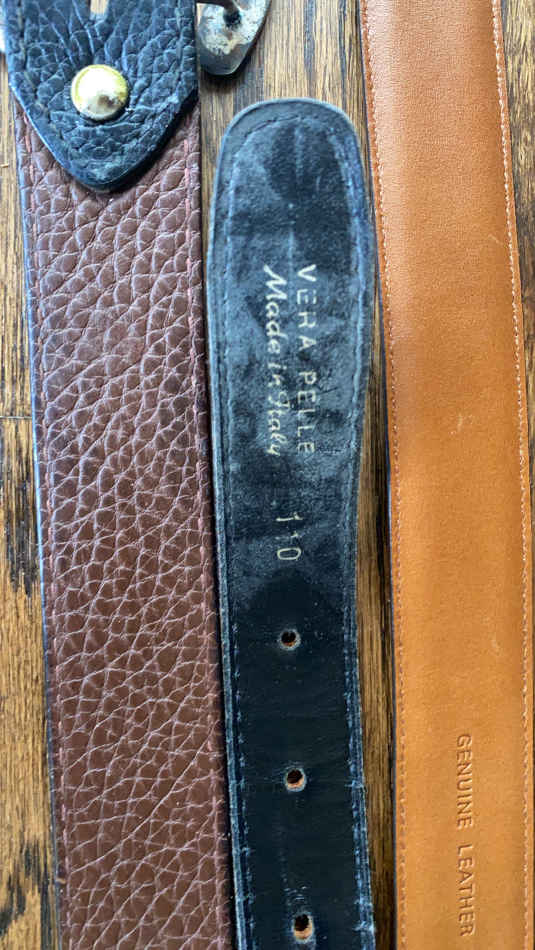 VERA PELLE
Made in Italy
110
GENUINE LEATHER